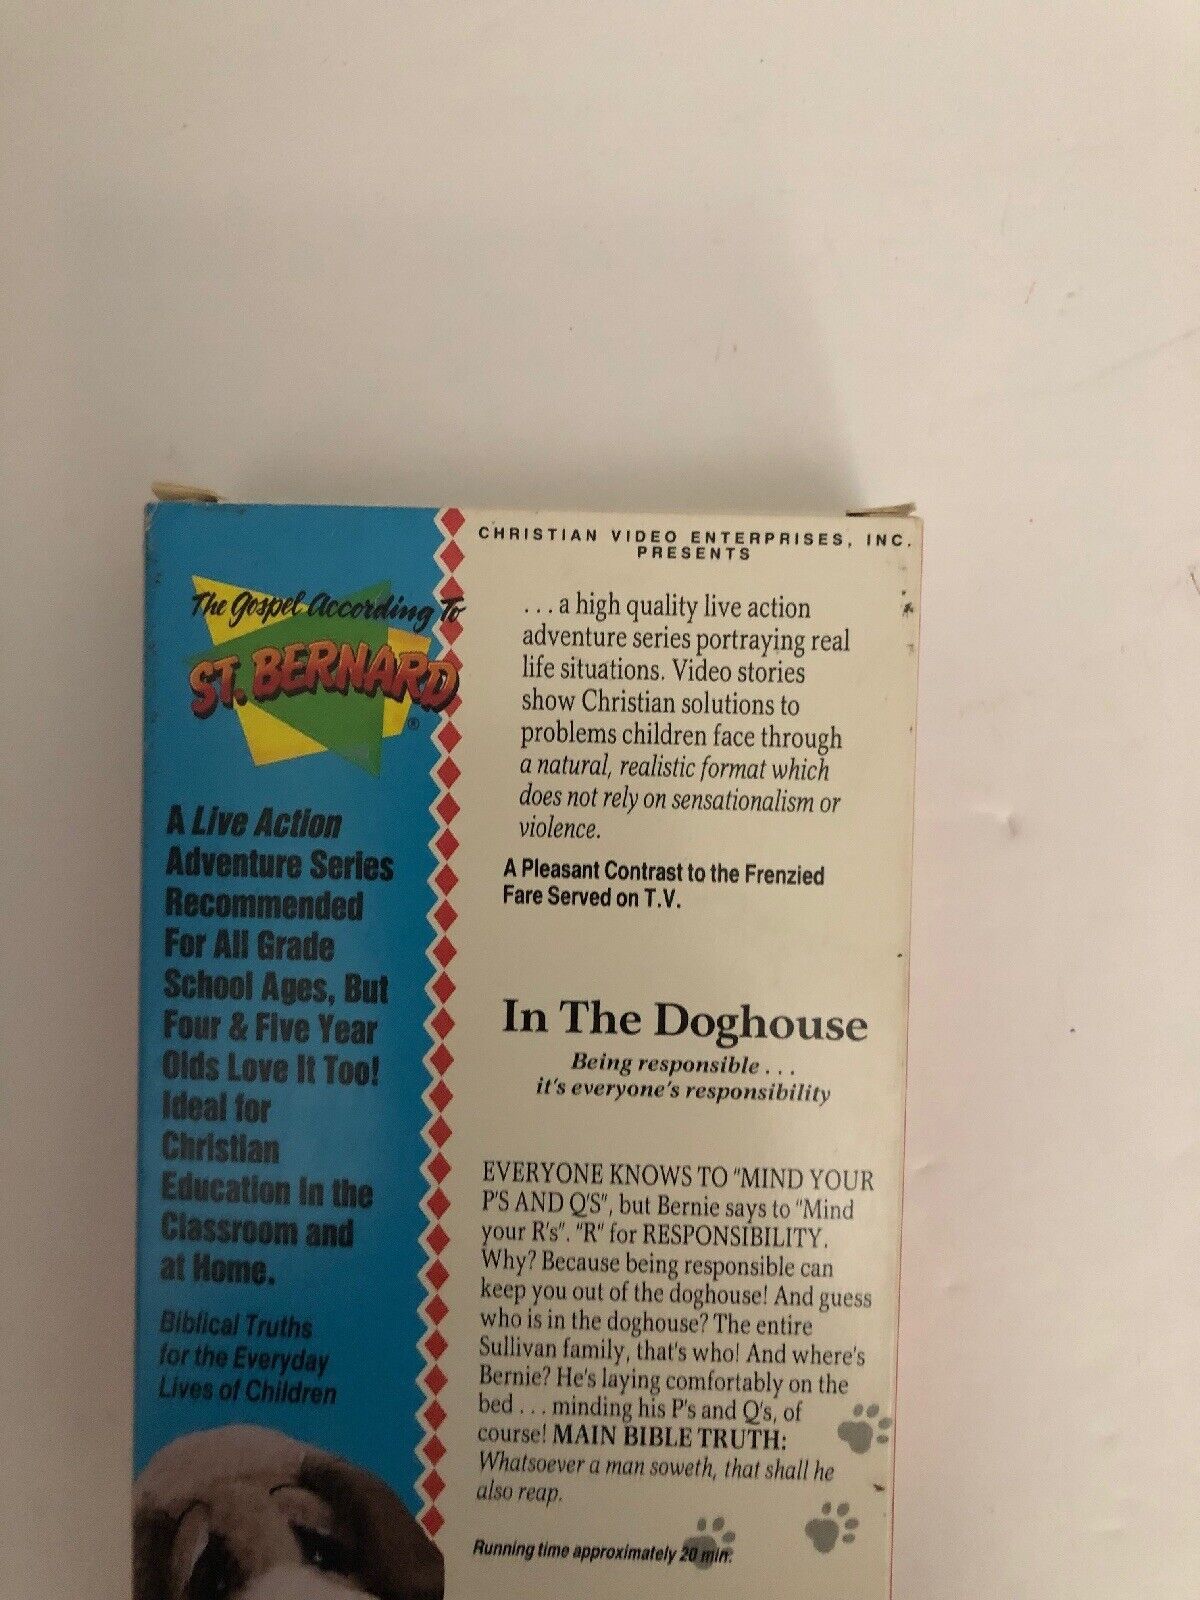 The Gospel According To
ST. BERNARD
®
A Live Action
Adventure Series
Recommended
For All Grade
School Ages, But
Four & Five Year
Olds Love It Too!
Ideal for
Christian
Education in the
Classroom and
at Home.
Biblical Truths
for the Everyday
Lives of Children
CHRISTIAN VIDEO ENTERPRISES, INC.
PRESENTS
...a high quality live action
adventure series portraying real
life situations. Video stories
show Christian solutions to
problems children face through
a natural, realistic format which
does not rely on sensationalism or
violence.
A Pleasant Contrast to the Frenzied
Fare Served on T.V.
In The Doghouse
Being responsible...
it's everyone's responsibility
EVERYONE KNOWS TO "MIND YOUR
P'S AND Q'S", but Bernie says to "Mind
your R's". "R" for RESPONSIBILITY.
Why? Because being responsible can
keep you out of the doghouse! And guess
who is in the doghouse? The entire
Sullivan family, that's who! And where's
Bernie? He's laying comfortably on the
bed...minding his P's and Q's, of
course! MAIN BIBLE TRUTH:
Whatsoever a man soweth, that shall he
also reap.
Running time approximately 20 min.